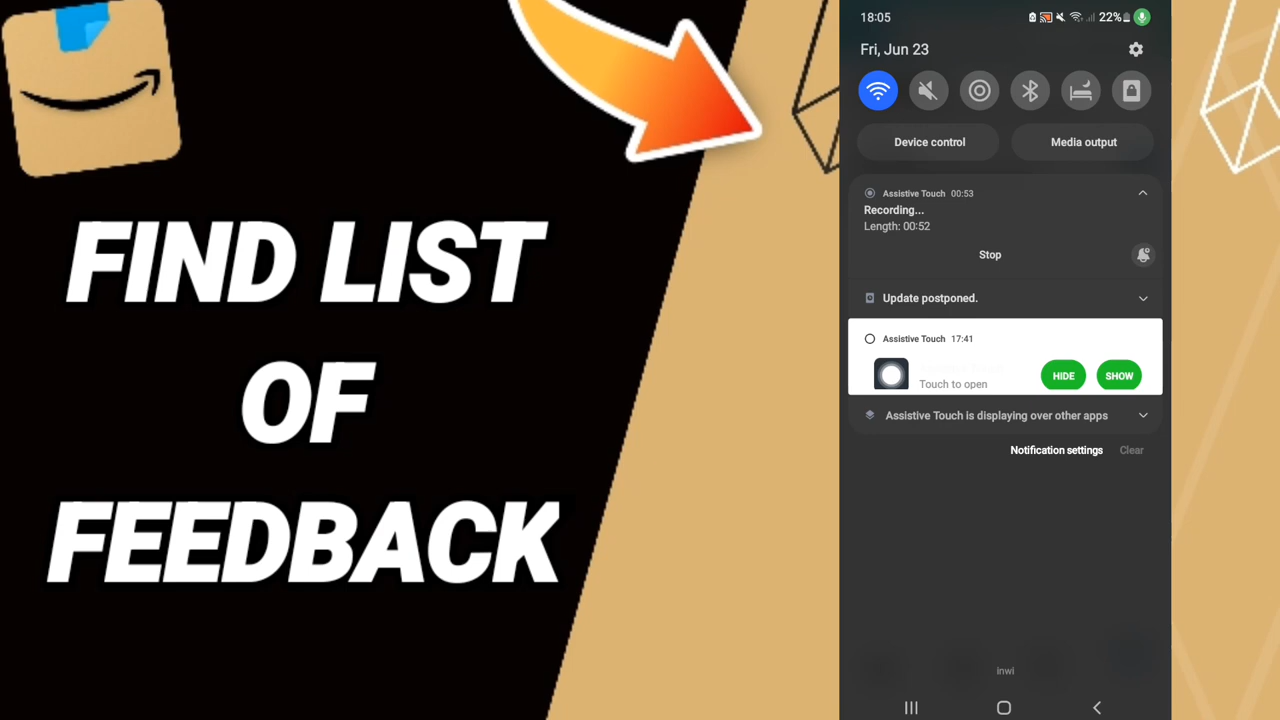 FIND LIST
OF
FEEDBACK
18:05
22%
Fri, Jun 23
Device control
Media output
Assistive Touch 00:53
Recording...
Length: 00:52
Stop
Update postponed.
Assistive Touch 17:41
Touch to open
HIDE
SHOW
Assistive Touch is displaying over other apps
Notification settings
Clear
inwi